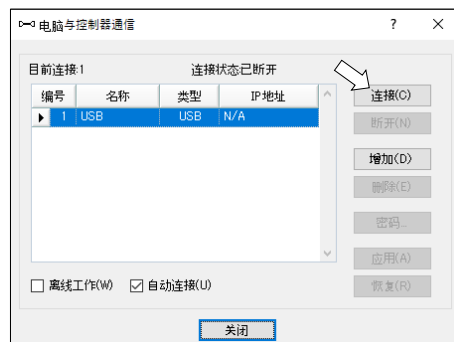 电脑与控制器通信 ? ×
目前连接:1 连接状态已断开
编号 名称 类型 IP地址
1 USB USB N/A
连接(C)
断开(N)
增加(D)
删除(E)
密码...
应用(A)
恢复(R)
离线工作(W) 自动连接(U)
关闭